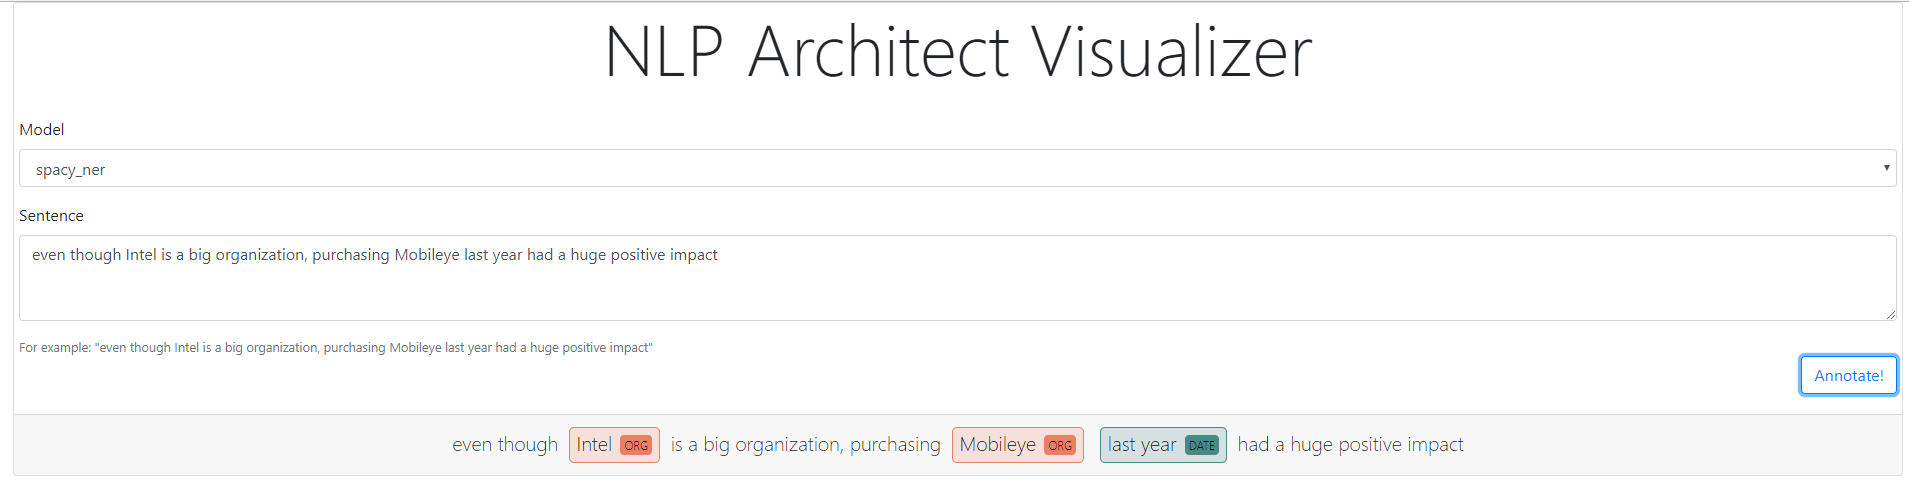 NLP Architect Visualizer
Model
spacy_ner
Sentence
even though Intel is a big organization, purchasing Mobileye last year had a huge positive impact
For example: "even though Intel is a big organization, purchasing Mobileye last year had a huge positive impact"
Annotate!
even though Intel ORG is a big organization, purchasing Mobileye ORG last year DATE had a huge positive impact